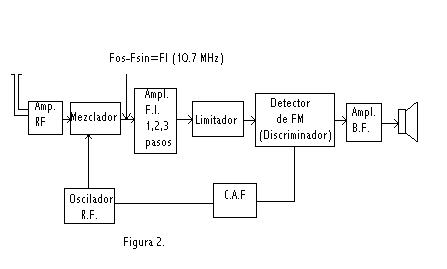 Fos-Fsin=FI (10.7 MHz)
Amp.
RF
Mezclador
Ampl.
F.I.
1,2,3
pasos
Limitador
Detector
de FM
(Discriminador)
Ampl.
B.F.
Oscilador
R.F.
C.A.F
Figura 2.